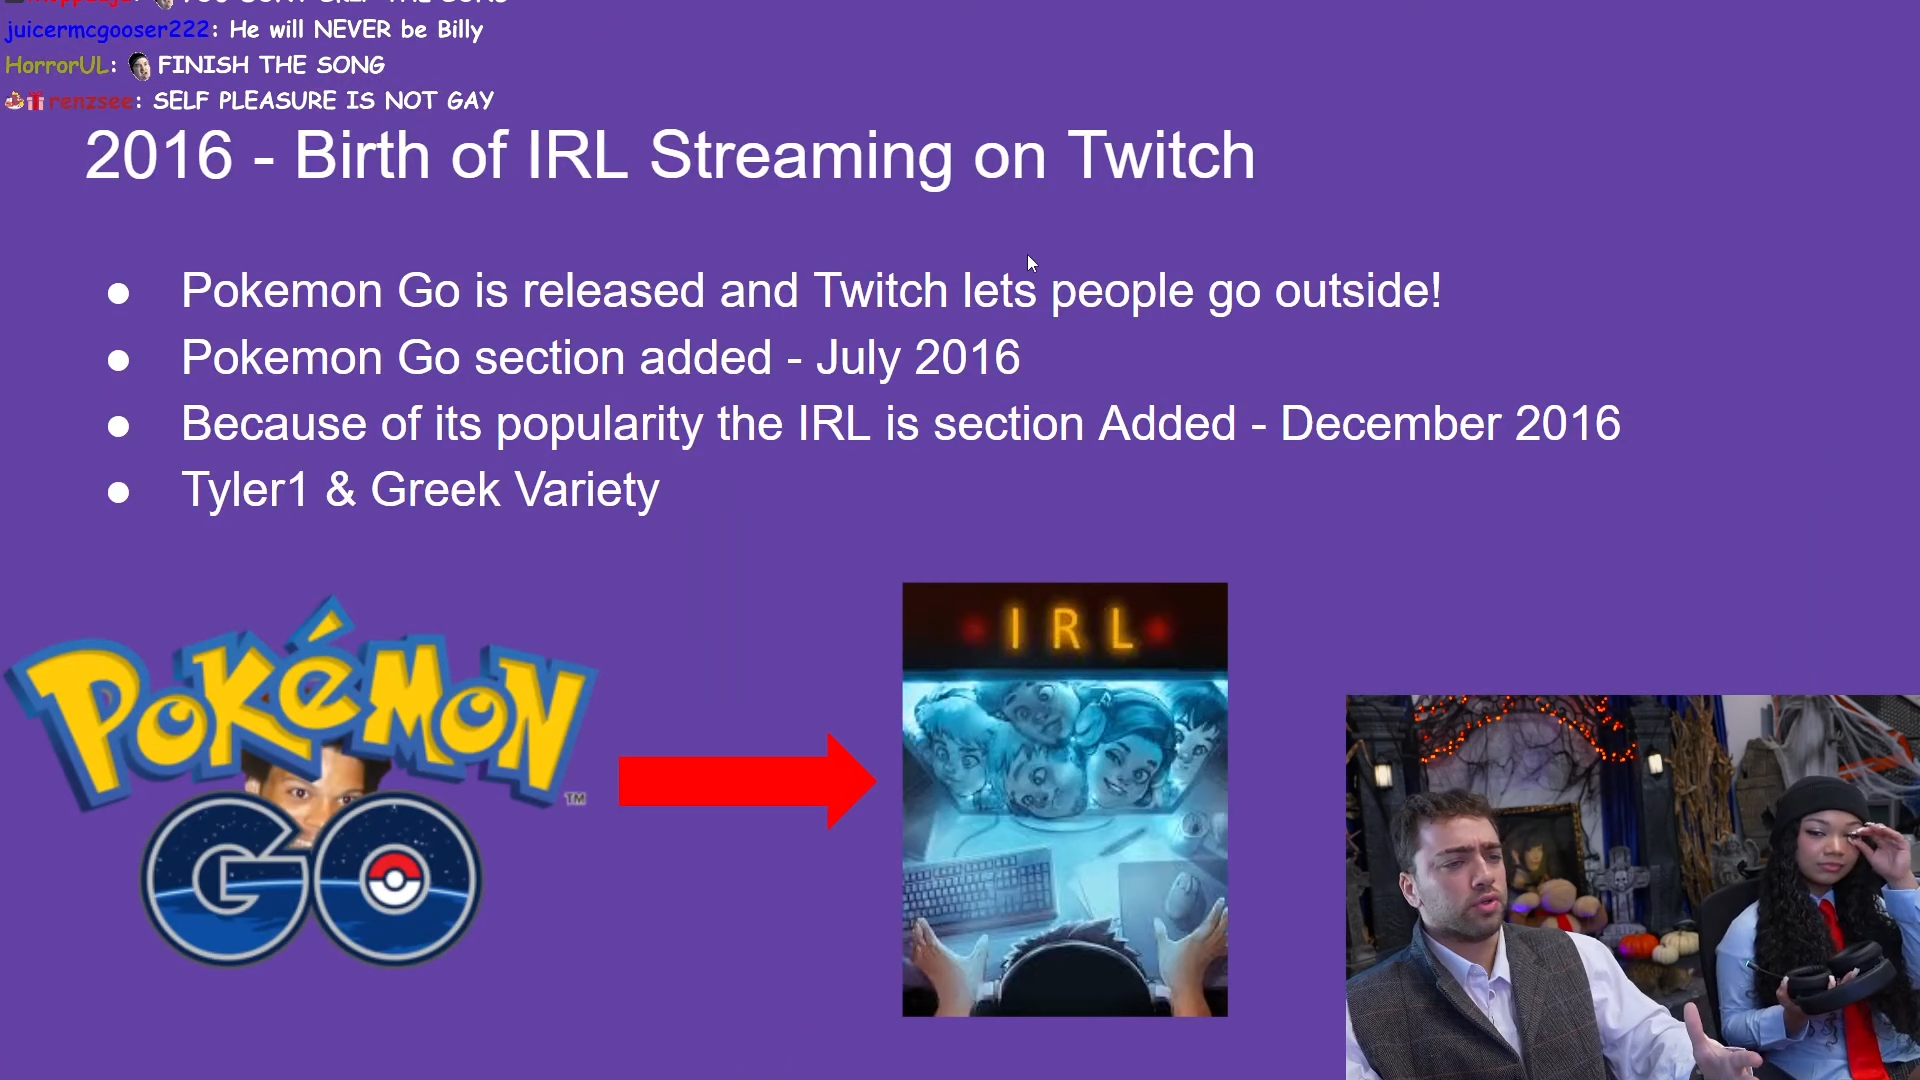 juicermcgooser222: He will NEVER be Billy
HorrorUL: FINISH THE SONG
renzsee: SELF PLEASURE IS NOT GAY
2016 - Birth of IRL Streaming on Twitch
● Pokemon Go is released and Twitch lets people go outside!
● Pokemon Go section added - July 2016
● Because of its popularity the IRL is section Added - December 2016
● Tyler1 & Greek Variety
POKéMON
TM
GO
IRL